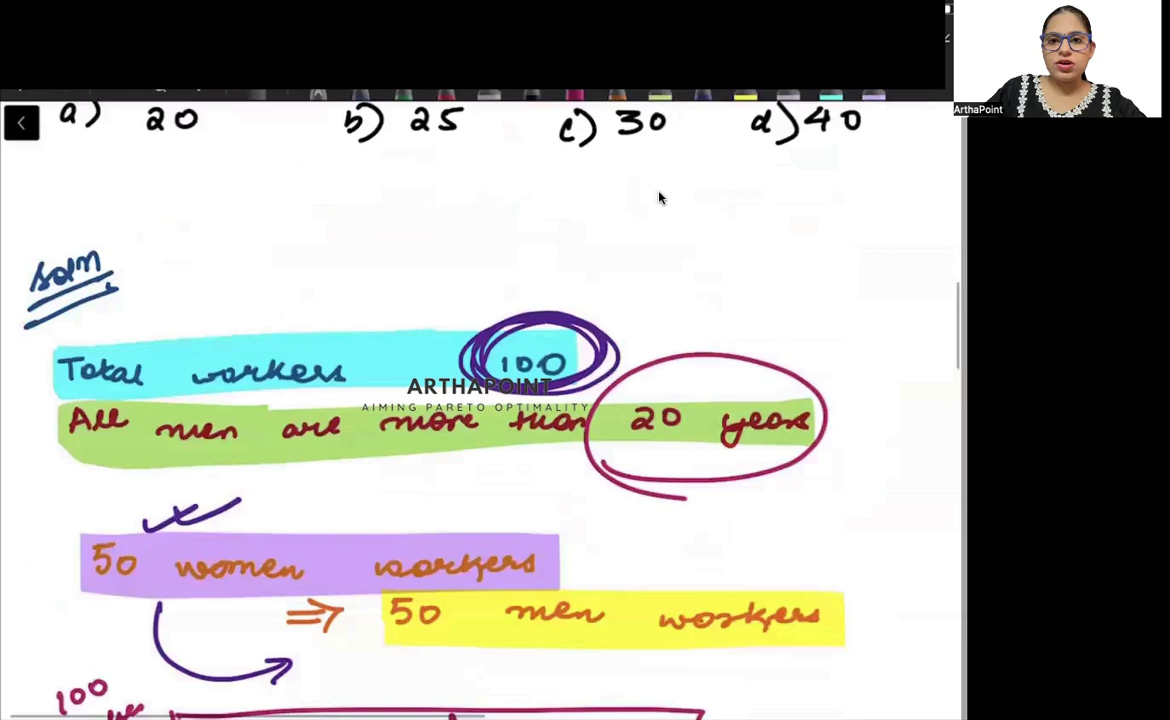 ArthaPoint
a) 20 b) 25 c) 30 d) 40
Soln
Total workers 100
ARTHAPOINT
AIMING PARETO OPTIMALITY
All men are more than 20 years
50 women workers
⇒ 50 men workers
100